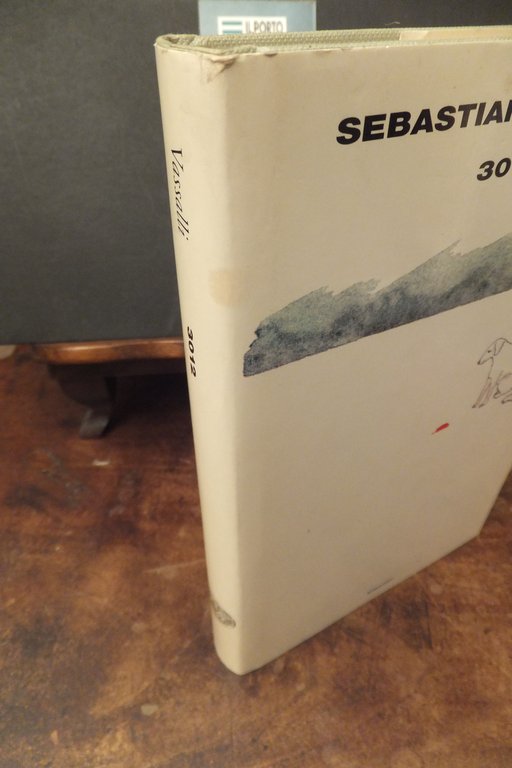 IL PORTO
Vassalli
3012
SEBASTIAN
30